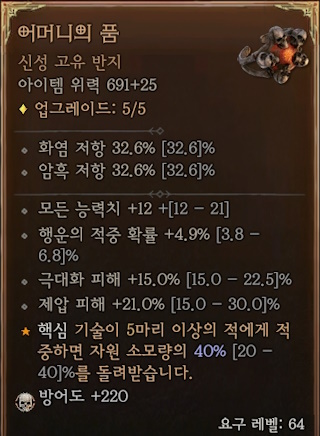 어머니의 품
신성 고유 반지
아이템 위력 691+25
업그레이드: 5/5
화염 저항 32.6% [32.6]%
암흑 저항 32.6% [32.6]%
모든 능력치 +12 +[12 – 21]
행운의 적중 확률 +4.9% [3.8 –
6.8]%
극대화 피해 +15.0% [15.0 – 22.5]%
제압 피해 +21.0% [15.0 – 30.0]%
핵심 기술이 5마리 이상의 적에게 적
중하면 자원 소모량의 40% [20 –
40]%를 돌려받습니다.
방어도 +220
요구 레벨: 64